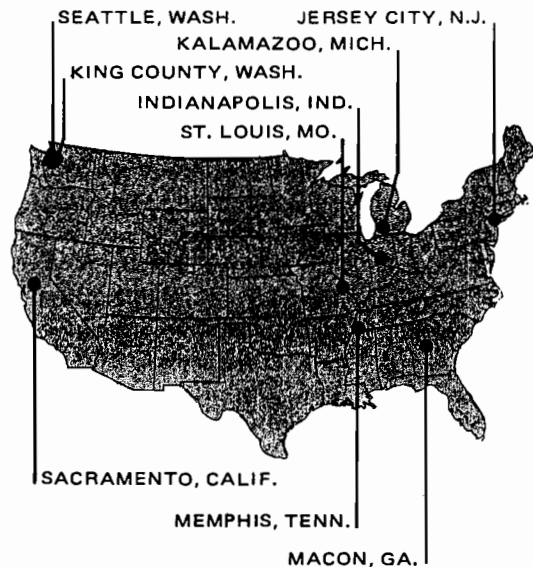 SEATTLE, WASH.
JERSEY CITY, N.J.
KALAMAZOO, MICH.
KING COUNTY, WASH.
INDIANAPOLIS, IND.
ST. LOUIS, MO.
SACRAMENTO, CALIF.
MEMPHIS, TENN.
MACON, GA.